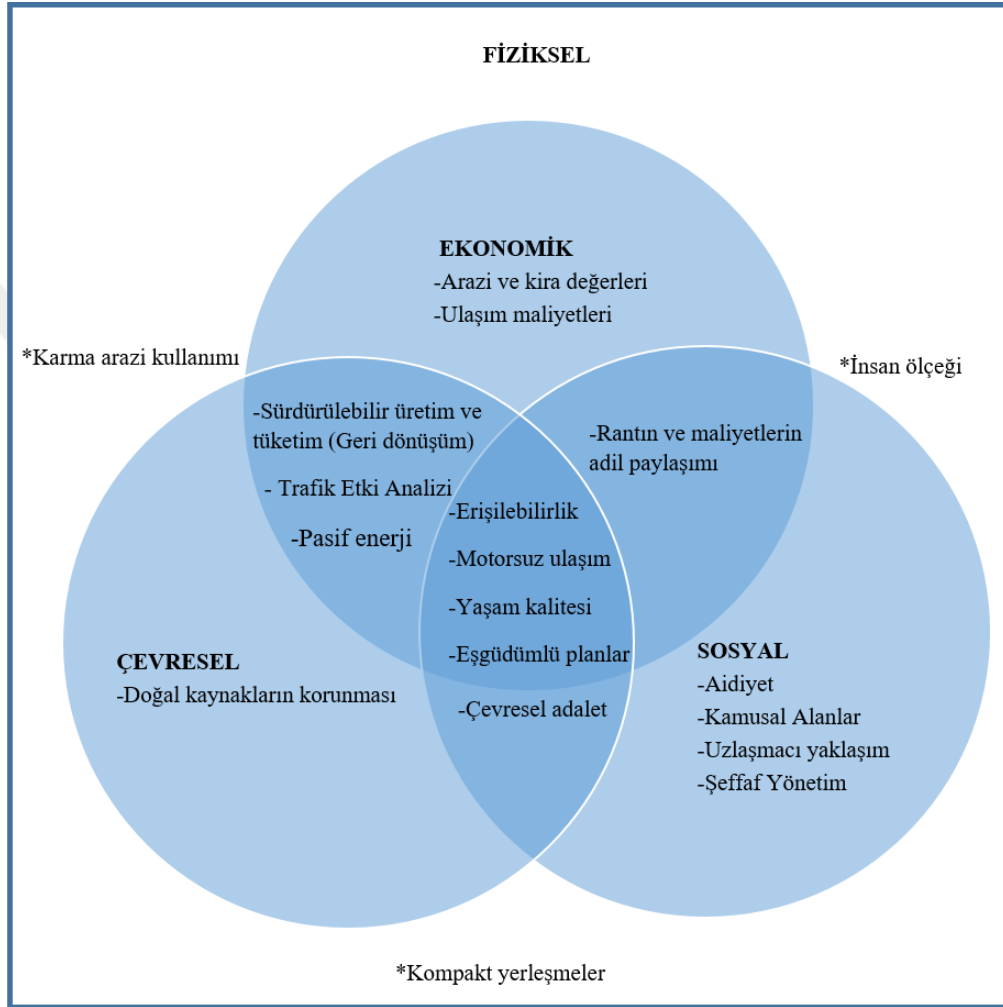 FİZİKSEL
EKONOMİK
-Arazi ve kira değerleri
-Ulaşım maliyetleri
*Karma arazi kullanımı
*İnsan ölçeği
-Sürdürülebilir üretim ve
tüketim (Geri dönüşüm)
- Trafik Etki Analizi
-Pasif enerji
-Rantın ve maliyetlerin
adil paylaşımı
-Erişilebilirlik
-Motorsuz ulaşım
-Yaşam kalitesi
-Eşgüdümlü planlar
-Çevresel adalet
ÇEVRESEL
-Doğal kaynakların korunması
SOSYAL
-Aidiyet
-Kamusal Alanlar
-Uzlaşmacı yaklaşım
-Şeffaf Yönetim
*Kompakt yerleşmeler